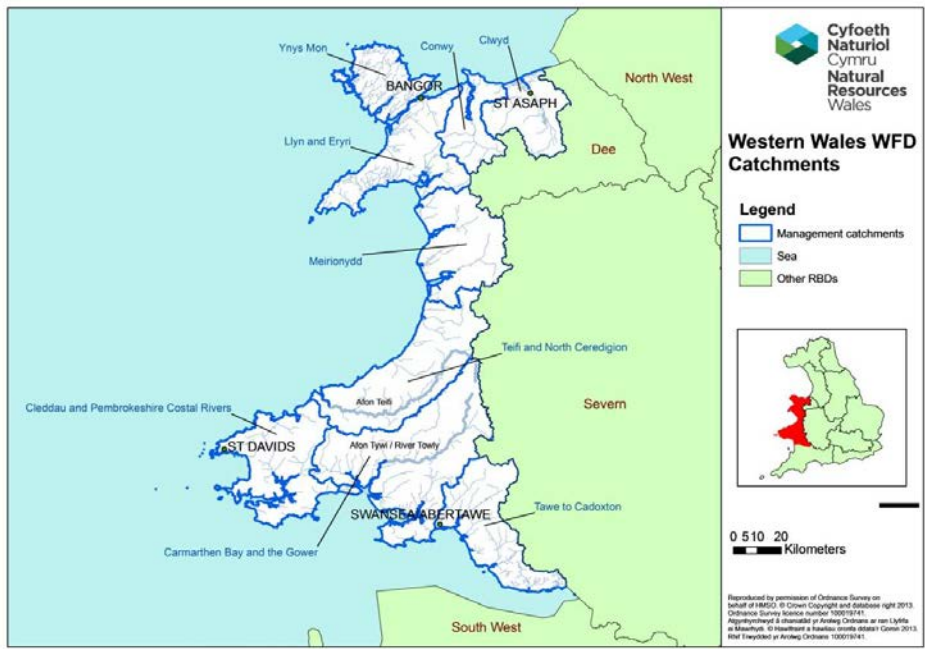 Cyfoeth
Naturiol
Cymru
Natural
Resources
Wales
Western Wales WFD
Catchments
Legend
Management catchments
Sea
Other RBDs
Ynys Mon
Conwy
Clwyd
North West
BANGOR
ST ASAPH
Llyn and Eryri
Dee
Meirionydd
Teifi and North Ceredigion
Afon Teifi
Cleddau and Pembrokeshire Costal Rivers
Severn
ST DAVIDS
Afon Tywi / River Towly
SWANSEA/ABERTAWE
Tawe to Cadoxton
Carmarthen Bay and the Gower
South West
0 510 20
Kilometers
Reproduced by permission of Ordnance Survey on
behalf of HMSO. © Crown Copyright and database right 2013.
Ordnance Survey licence number 100019741.